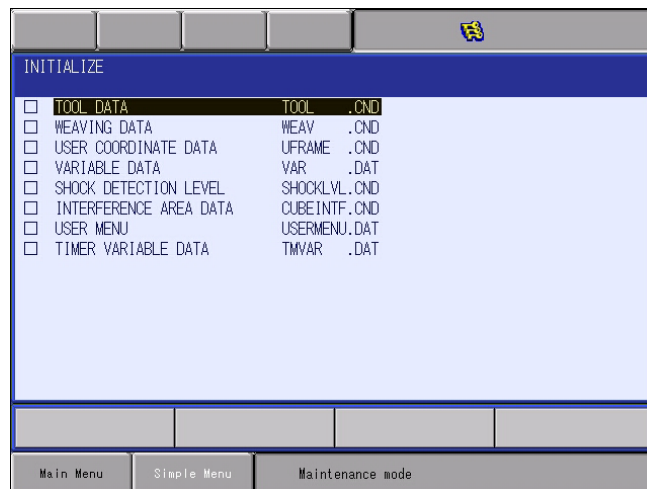 INITIALIZE
TOOL DATA TOOL .CND
WEAVING DATA WEAV .CND
USER COORDINATE DATA UFRAME .CND
VARIABLE DATA VAR .DAT
SHOCK DETECTION LEVEL SHOCKLVL.CND
INTERFERENCE AREA DATA CUBEINTF.CND
USER MENU USERMENU.DAT
TIMER VARIABLE DATA TMVAR .DAT
Main Menu Simple Menu Maintenance mode